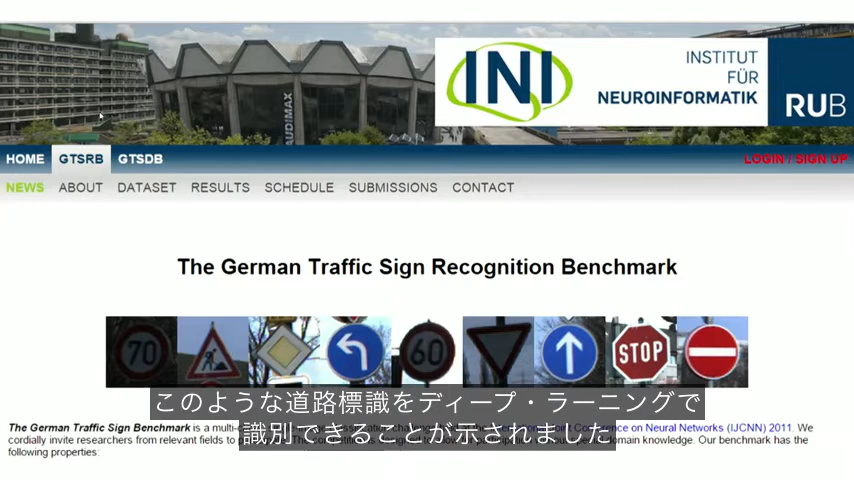 AUDIMAX
INI
INSTITUT
FÜR
NEUROINFORMATIK
RUB
HOME GTSRB GTSDB LOGIN / SIGN UP
NEWS ABOUT DATASET RESULTS SCHEDULE SUBMISSIONS CONTACT
The German Traffic Sign Recognition Benchmark
70 60 STOP
このような道路標識をディープ・ラーニングで
識別できることが示されました
The German Traffic Sign Benchmark is a multi-
Conference on Neural Networks (IJCNN) 2011. We
cordially invite researchers from relevant fields to domain knowledge. Our benchmark has the
following properties: